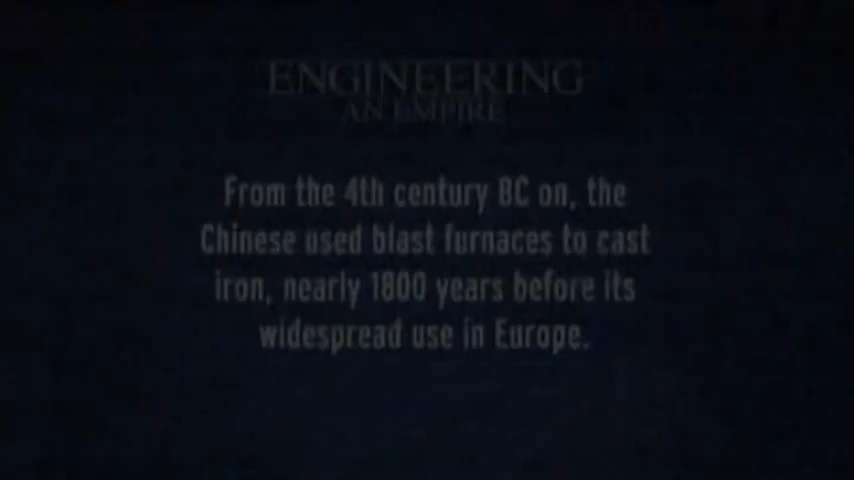 ENGINEERING
AN EMPIRE
From the 4th century BC on, the
Chinese used blast furnaces to cast
iron, nearly 1800 years before its
widespread use in Europe.